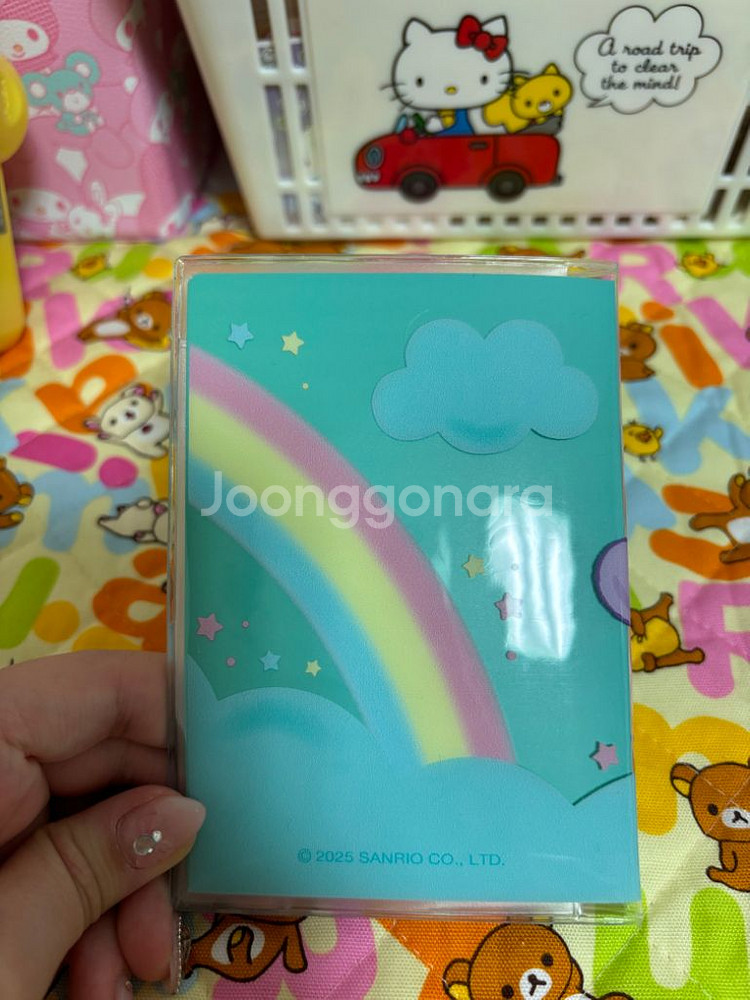 A road trip
to clear
the mind!
Joonggonara
© 2025 SANRIO CO., LTD.